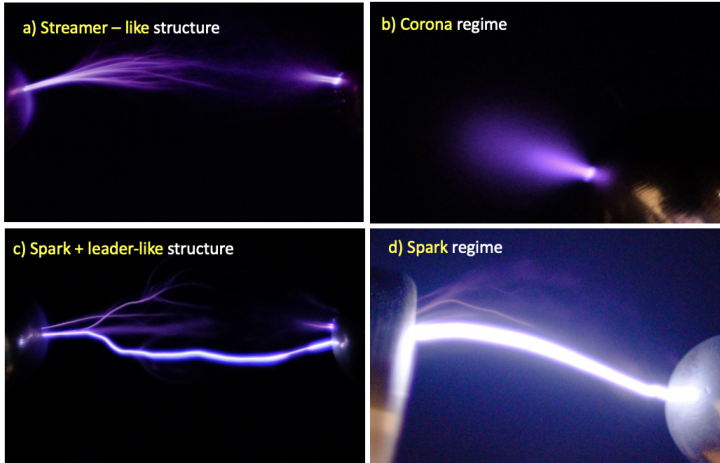 a) Streamer – like structure
b) Corona regime
c) Spark + leader-like structure
d) Spark regime